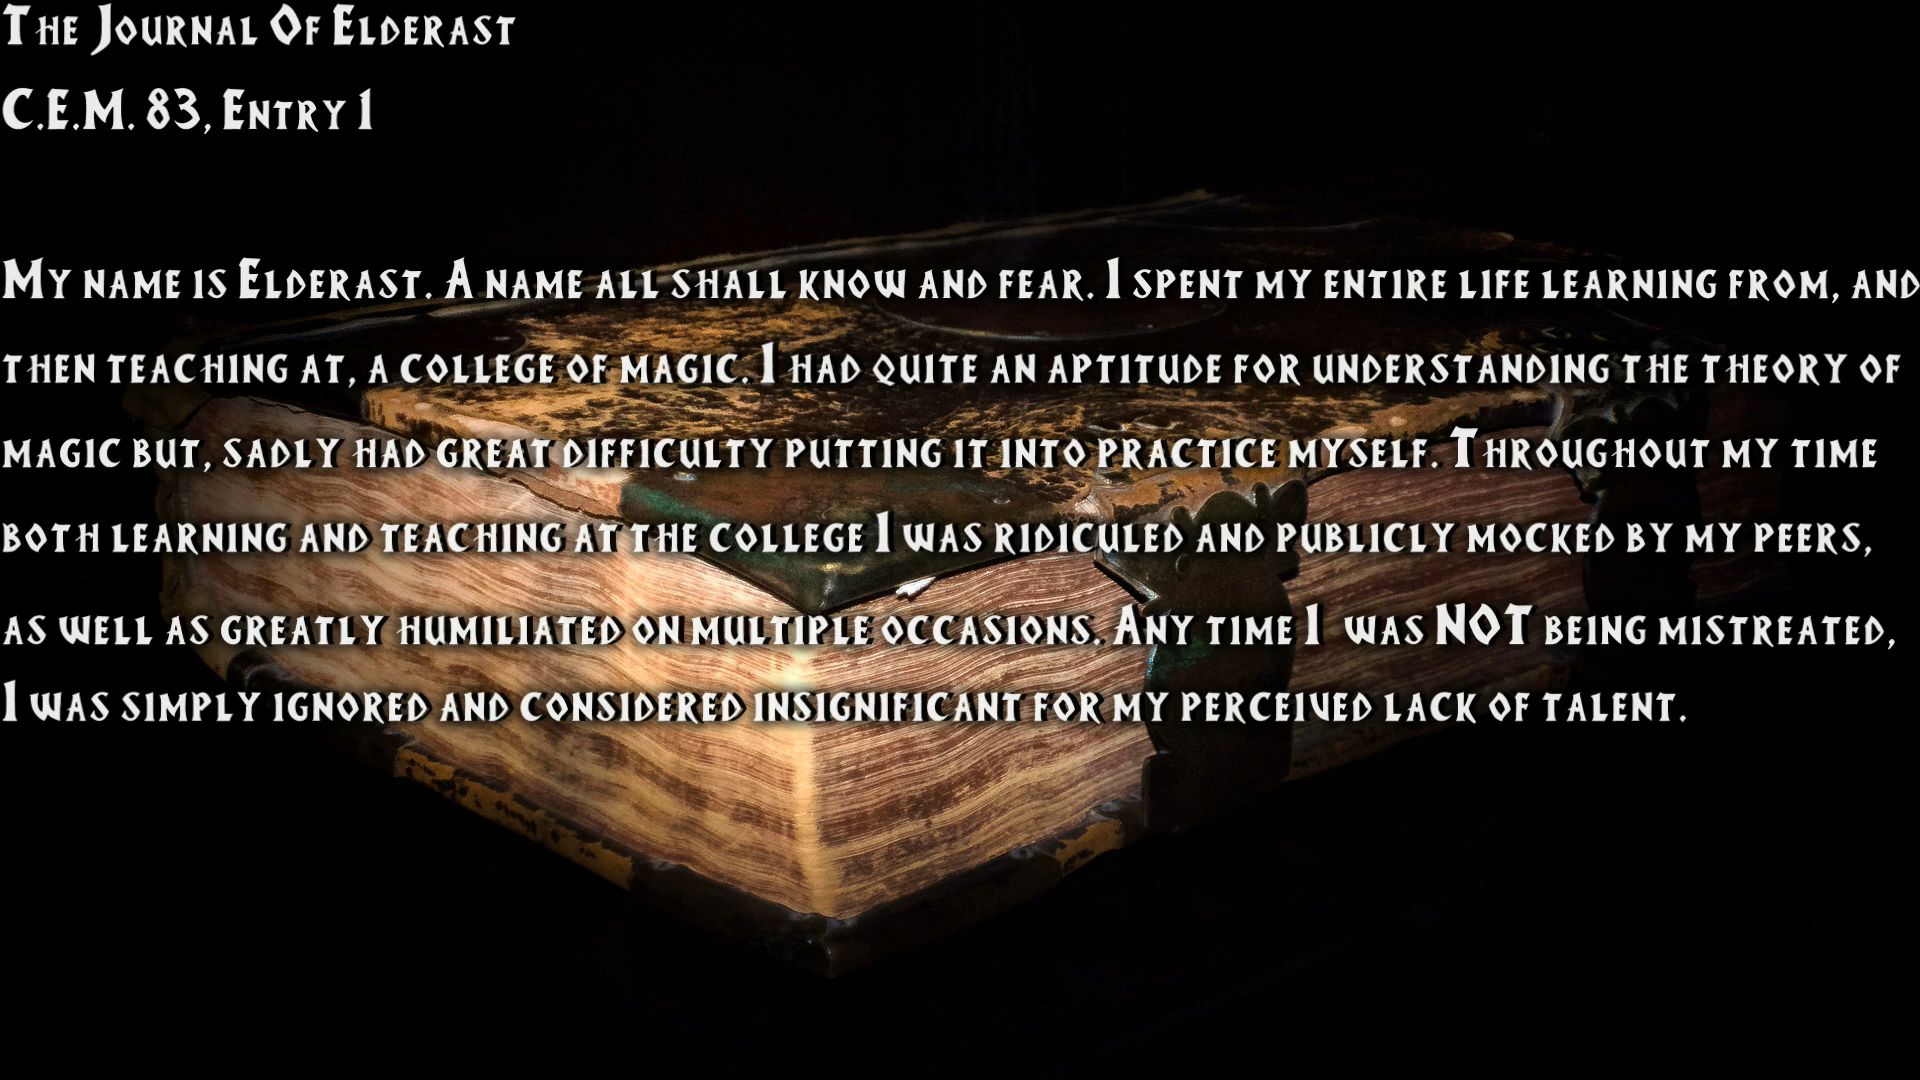 The Journal Of Elderast
C.E.M. 83, Entry 1
My name is Elderast. A name all shall know and fear. I spent my entire life learning from, and
then teaching at, a college of magic. I had quite an aptitude for understanding the theory of
magic but, sadly had great difficulty putting it into practice myself. Throughout my time
both learning and teaching at the college I was ridiculed and publicly mocked by my peers,
as well as greatly humiliated on multiple occasions. Any time I was NOT being mistreated,
I was simply ignored and considered insignificant for my perceived lack of talent.